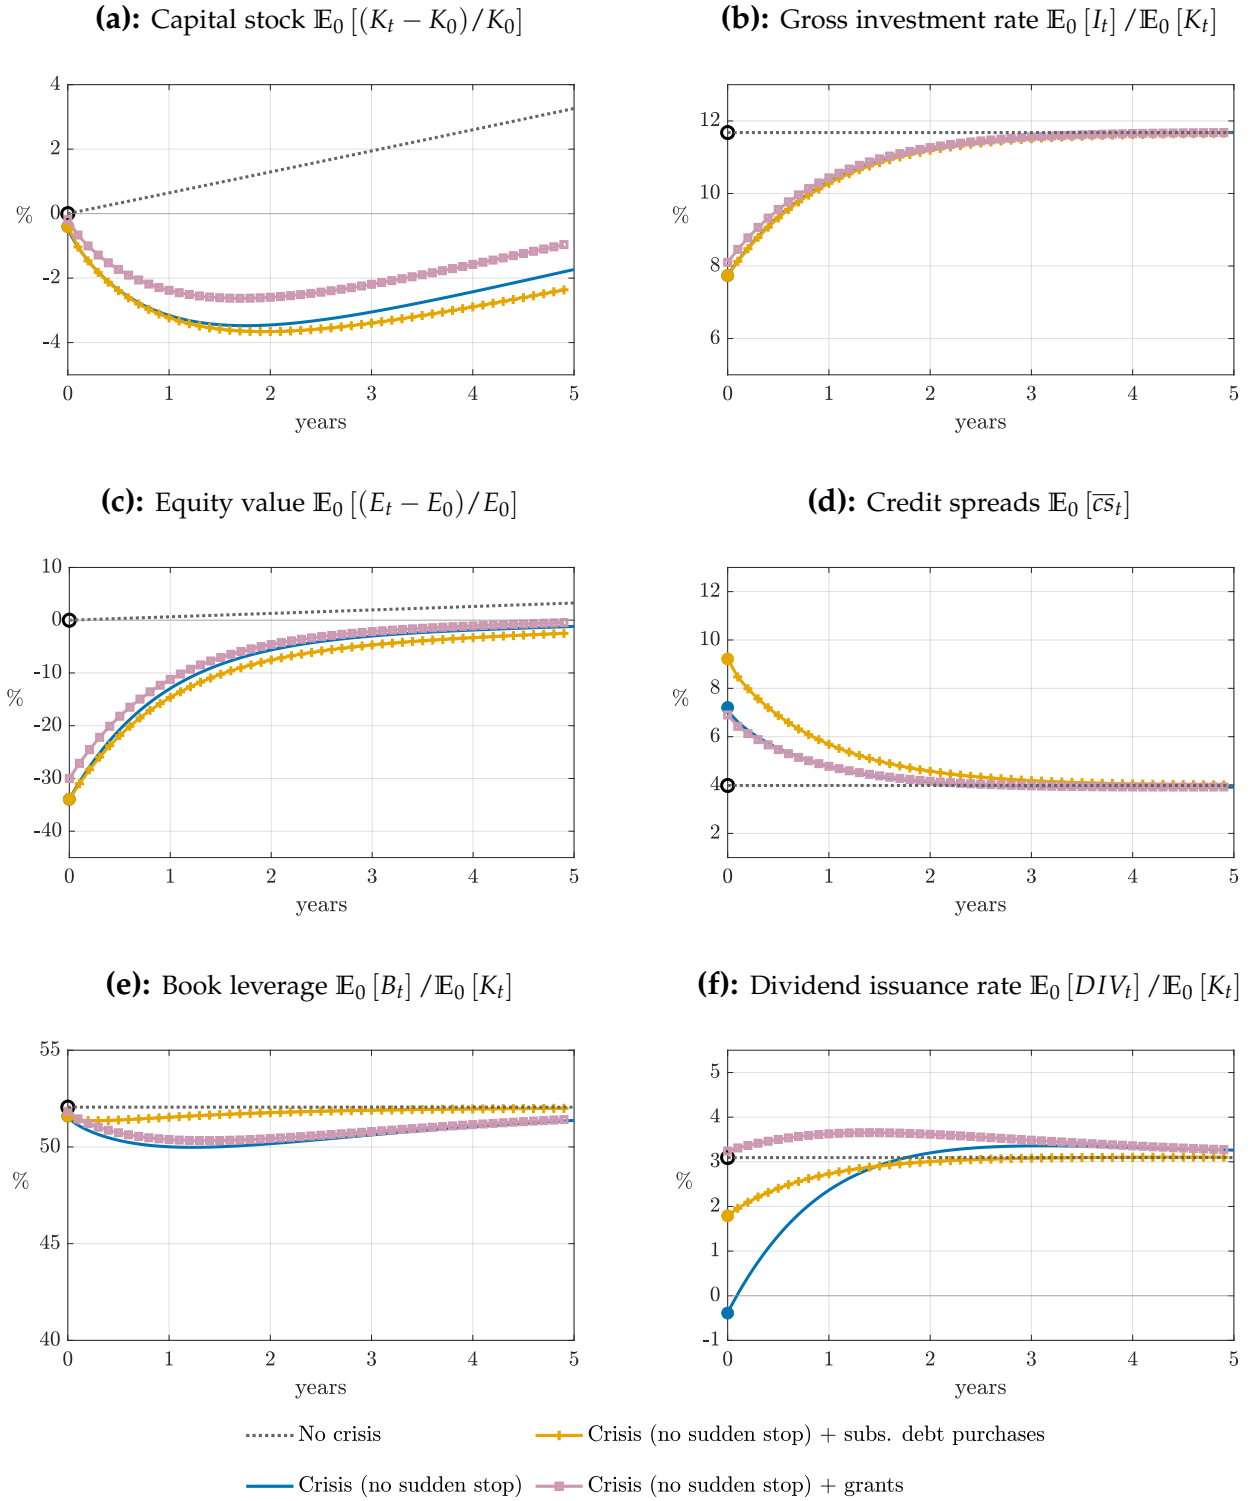 (a): Capital stock 𝔼₀ [(Kₜ − K₀)/K₀]
(b): Gross investment rate 𝔼₀ [Iₜ] /𝔼₀ [Kₜ]
4
2
0
-2
-4
%
0 1 2 3 4 5
years
12
10
8
6
%
0 1 2 3 4 5
years
(c): Equity value 𝔼₀ [(Eₜ − E₀)/E₀]
(d): Credit spreads 𝔼₀ [c̅s̅ₜ]
10
0
-10
-20
-30
-40
%
0 1 2 3 4 5
years
12
10
8
6
4
2
%
0 1 2 3 4 5
years
(e): Book leverage 𝔼₀ [Bₜ] /𝔼₀ [Kₜ]
(f): Dividend issuance rate 𝔼₀ [DIVₜ] /𝔼₀ [Kₜ]
55
50
45
40
%
0 1 2 3 4 5
years
5
4
3
2
1
0
-1
%
0 1 2 3 4 5
years
No crisis
Crisis (no sudden stop) + subs. debt purchases
Crisis (no sudden stop)
Crisis (no sudden stop) + grants